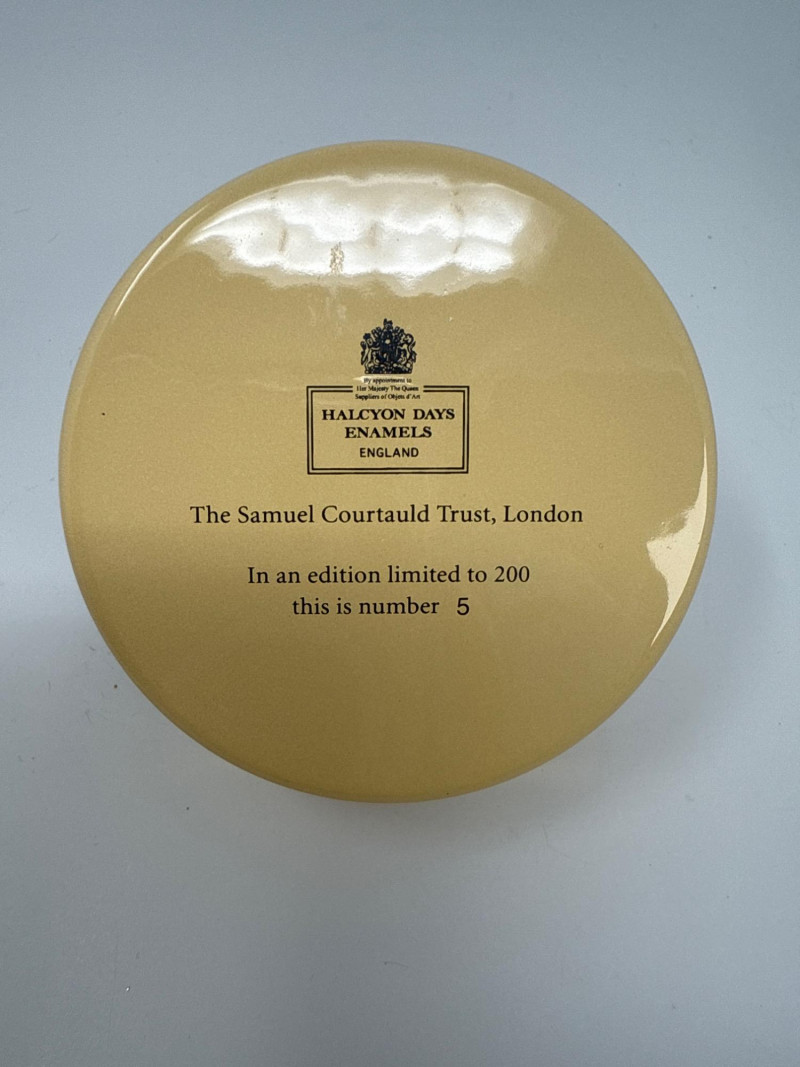 By appointment to
Her Majesty The Queen
Suppliers of Objets d'Art
HALCYON DAYS
ENAMELS
ENGLAND
The Samuel Courtauld Trust, London
In an edition limited to 200
this is number 5